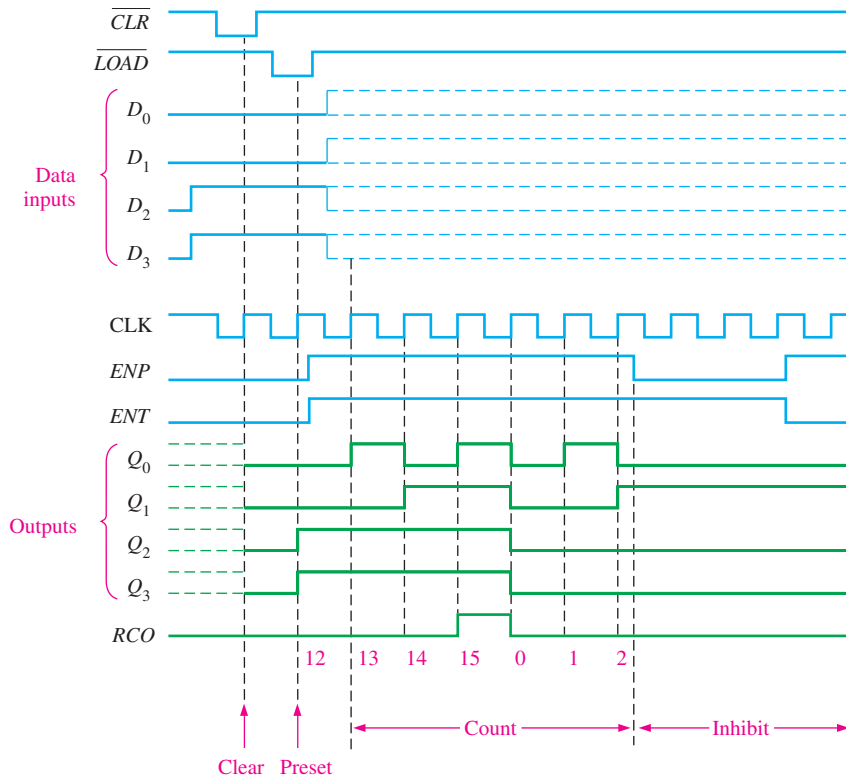 CLR
LOAD
D0
D1
Data
inputs
D2
D3
CLK
ENP
ENT
Q0
Q1
Outputs
Q2
Q3
RCO
12 13 14 15 0 1 2
Count Inhibit
Clear Preset